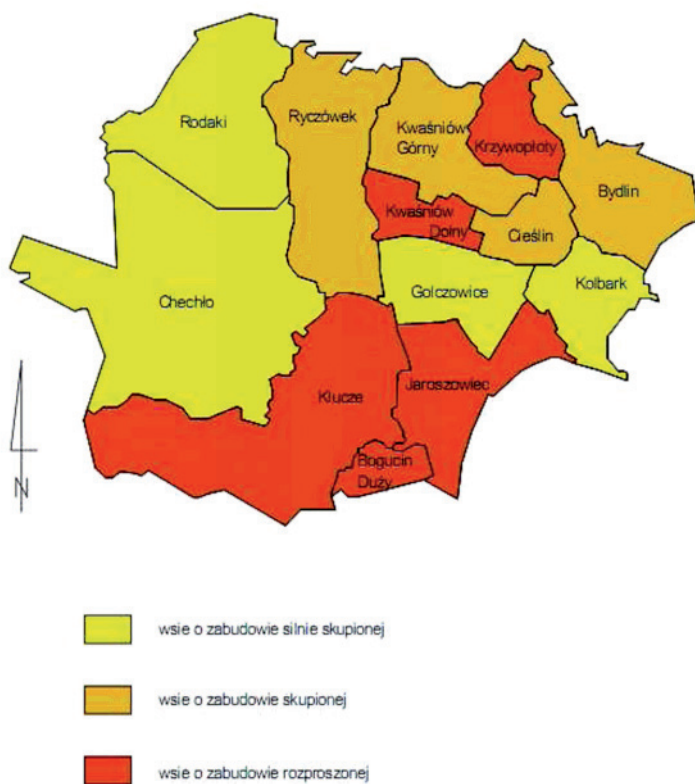 Rodaki
Ryczówek
Kwaśniów
Górny
Krzywopłoty
Bydlin
Kwaśniów
Dolny
Cieślin
Chechło
Golczowice
Kolbark
Klucze
Jaroszowiec
Bogucin
Duży
N
wsie o zabudowie silnie skupionej
wsie o zabudowie skupionej
wsie o zabudowie rozproszonej